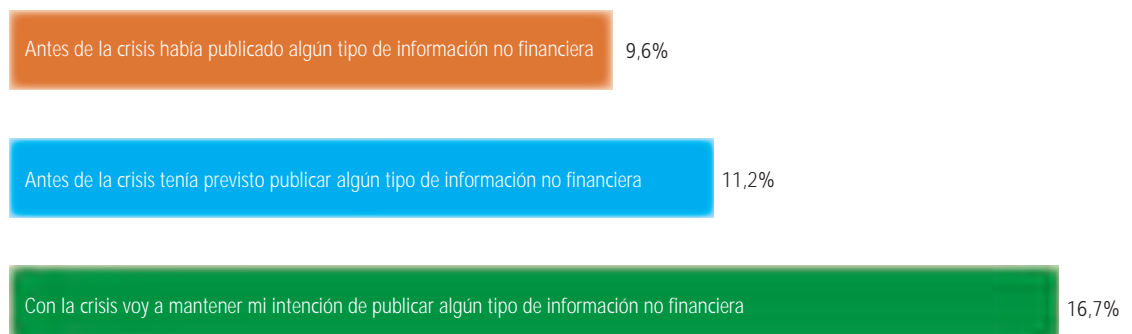 Antes de la crisis había publicado algún tipo de información no financiera 9,6%
Antes de la crisis tenía previsto publicar algún tipo de información no financiera 11,2%
Con la crisis voy a mantener mi intención de publicar algún tipo de información no financiera 16,7%